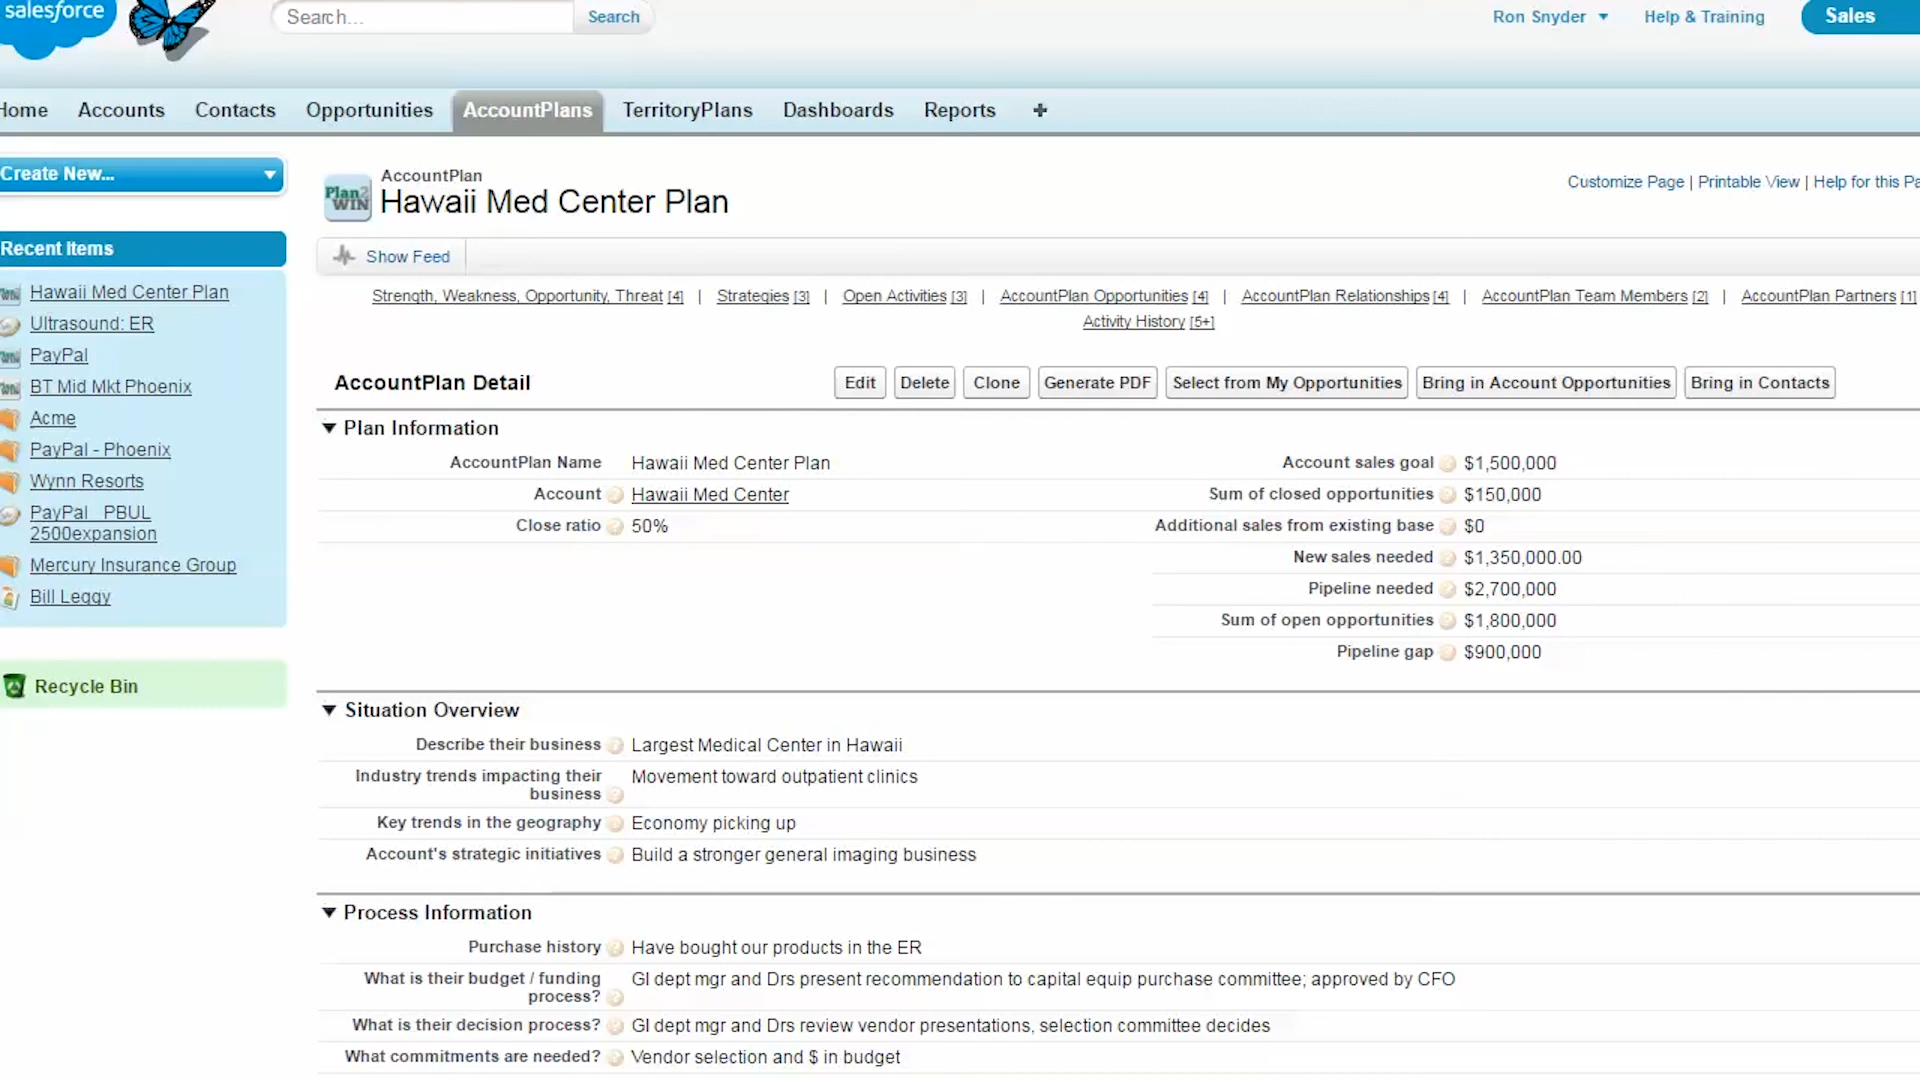 salesforce
Search...
Search
Ron Snyder
Help & Training
Sales
Home
Accounts
Contacts
Opportunities
AccountPlans
TerritoryPlans
Dashboards
Reports
Create New...
Plan2
WIN
AccountPlan
Hawaii Med Center Plan
Customize Page | Printable View | Help for this Pa
Recent Items
Hawaii Med Center Plan
Ultrasound: ER
PayPal
BT Mid Mkt Phoenix
Acme
PayPal - Phoenix
Wynn Resorts
PayPal _PBUL
2500expansion
Mercury Insurance Group
Bill Leggy
Recycle Bin
Show Feed
Strength, Weakness, Opportunity, Threat [4] | Strategies [3] | Open Activities [3] | AccountPlan Opportunities [4] | AccountPlan Relationships [4] | AccountPlan Team Members [2] | AccountPlan Partners [1]
Activity History [5+]
AccountPlan Detail
Edit
Delete
Clone
Generate PDF
Select from My Opportunities
Bring in Account Opportunities
Bring in Contacts
Plan Information
AccountPlan Name Hawaii Med Center Plan
Account Hawaii Med Center
Close ratio 50%
Account sales goal $1,500,000
Sum of closed opportunities $150,000
Additional sales from existing base $0
New sales needed $1,350,000.00
Pipeline needed $2,700,000
Sum of open opportunities $1,800,000
Pipeline gap $900,000
Situation Overview
Describe their business Largest Medical Center in Hawaii
Industry trends impacting their Movement toward outpatient clinics
business
Key trends in the geography Economy picking up
Account's strategic initiatives Build a stronger general imaging business
Process Information
Purchase history Have bought our products in the ER
What is their budget / funding GI dept mgr and Drs present recommendation to capital equip purchase committee; approved by CFO
process?
What is their decision process? GI dept mgr and Drs review vendor presentations, selection committee decides
What commitments are needed? Vendor selection and $ in budget